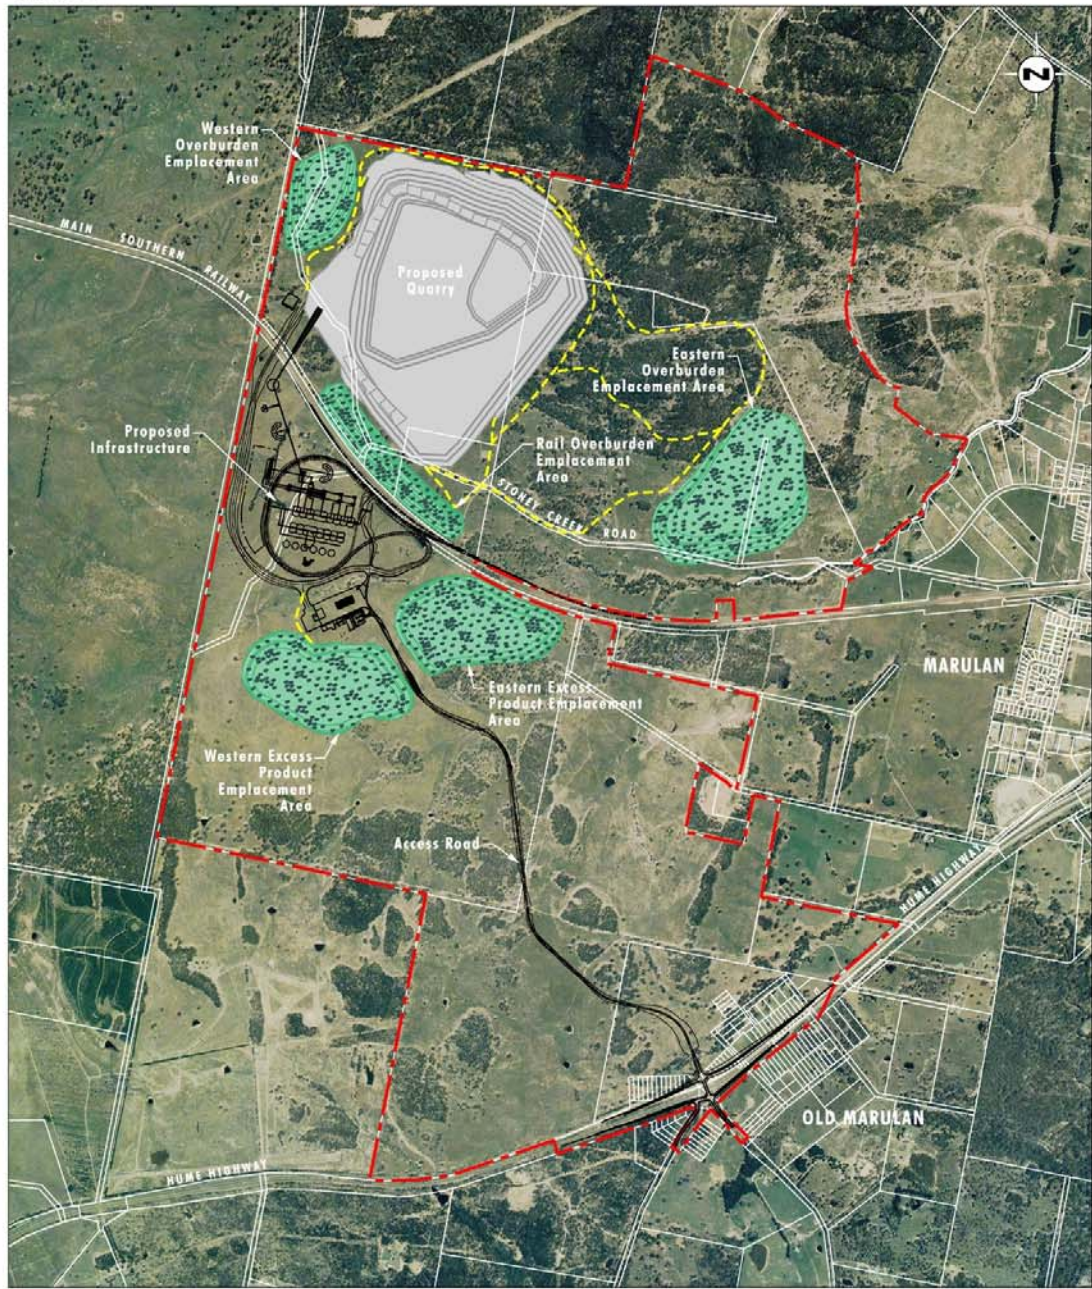 N
Western
Overburden
Emplacement
Area
MAIN SOUTHERN RAILWAY
Proposed
Quarry
Eastern
Overburden
Emplacement Area
Proposed
Infrastructure
Rail Overburden
Emplacement
Area
STONEY CREEK ROAD
MARULAN
Eastern Excess
Product Emplacement
Area
Western Excess
Product
Emplacement
Area
Access Road
HUME HIGHWAY
OLD MARULAN
HUME HIGHWAY